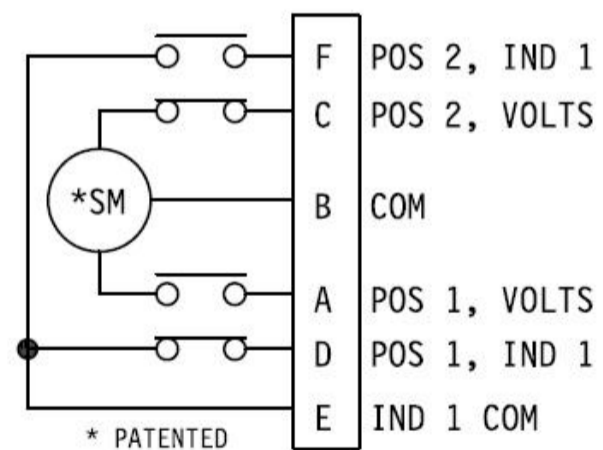 F POS 2, IND 1
C POS 2, VOLTS
*SM B COM
A POS 1, VOLTS
D POS 1, IND 1
E IND 1 COM
* PATENTED